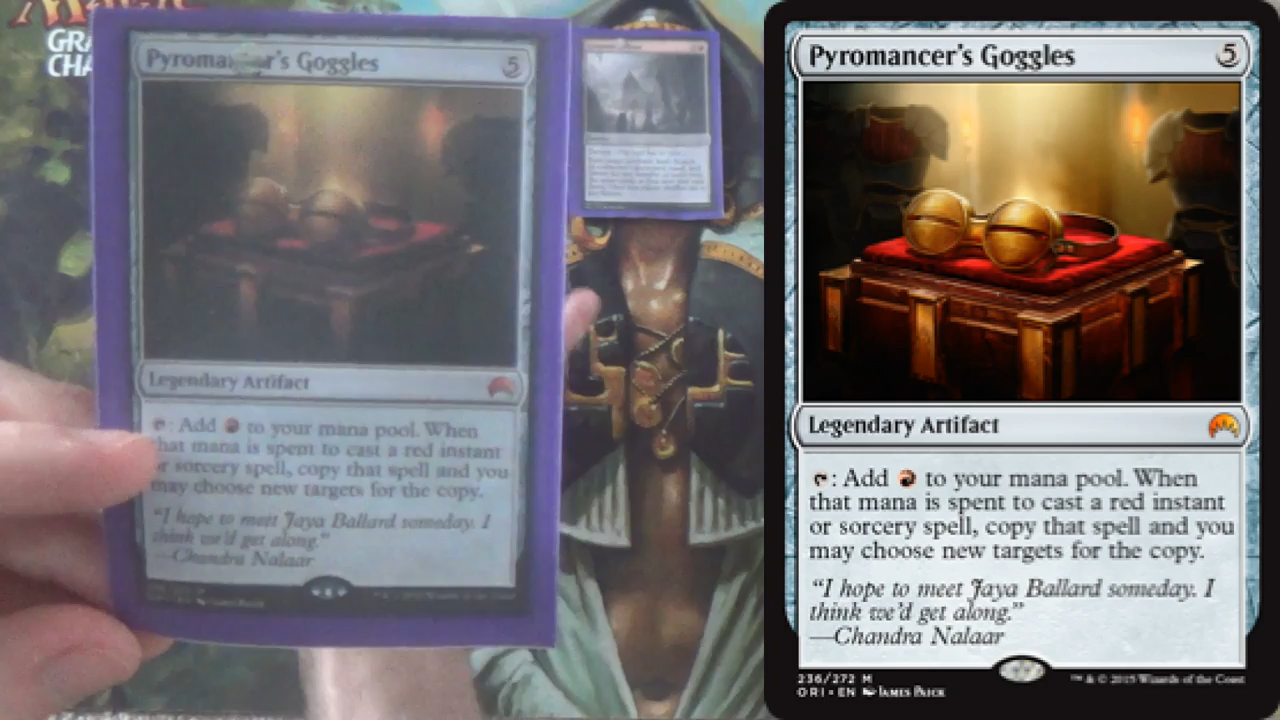 MAGIC
GRA
CHA
Pyromancer's Goggles 5
Legendary Artifact
: Add to your mana pool. When
that mana is spent to cast a red instant
or sorcery spell, copy that spell and you
may choose new targets for the copy.
"I hope to meet Jaya Ballard someday. I
think we'd get along."
—Chandra Nalaar
Pyromancer's Goggles 5
Legendary Artifact
: Add to your mana pool. When
that mana is spent to cast a red instant
or sorcery spell, copy that spell and you
may choose new targets for the copy.
"I hope to meet Jaya Ballard someday. I
think we'd get along."
—Chandra Nalaar
236/272 M
ORI • EN James Paick
™ & © 2015 Wizards of the Coast